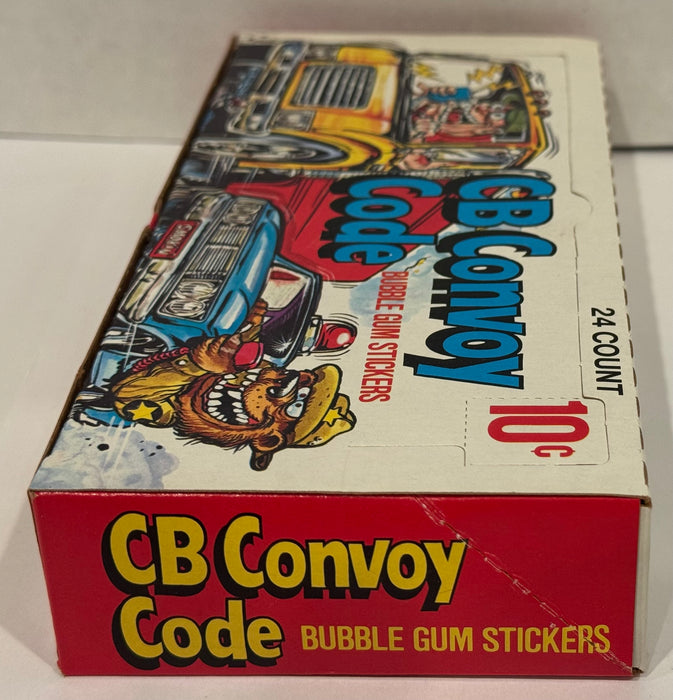 CB Convoy
Code
BUBBLE GUM STICKERS
24 COUNT
10¢
CB Convoy
Code
BUBBLE GUM STICKERS